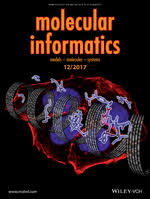 molecular
informatics
models – molecules – systems
12/2017
www.molinf.com
WILEY-VCH